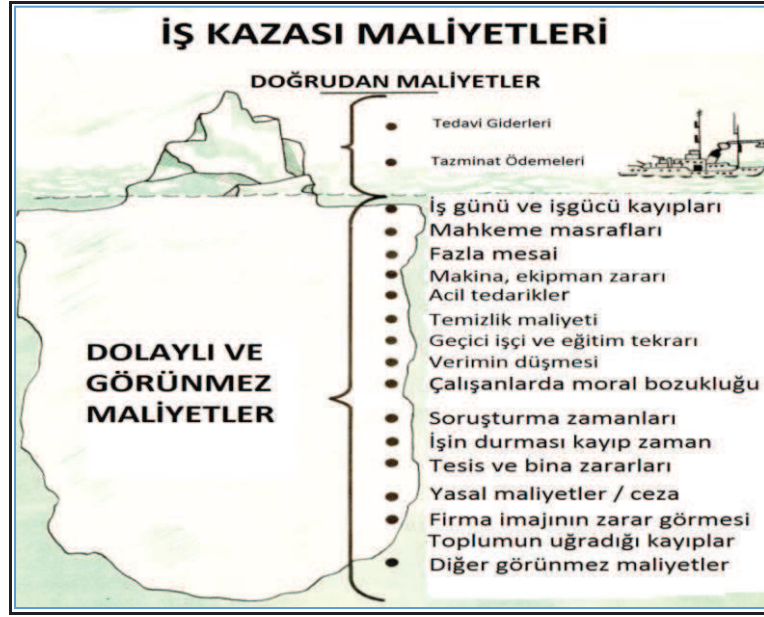 İŞ KAZASI MALİYETLERİ
DOĞRUDAN MALİYETLER
Tedavi Giderleri
Tazminat Ödemeleri
DOLAYLI VE
GÖRÜNMEZ
MALİYETLER
İş günü ve işgücü kayıpları
Mahkeme masrafları
Fazla mesai
Makina, ekipman zararı
Acil tedarikler
Temizlik maliyeti
Geçici işçi ve eğitim tekrarı
Verimin düşmesi
Çalışanlarda moral bozukluğu
Soruşturma zamanları
İşin durması kayıp zaman
Tesis ve bina zararları
Yasal maliyetler / ceza
Firma imajının zarar görmesi
Toplumun uğradığı kayıplar
Diğer görünmez maliyetler